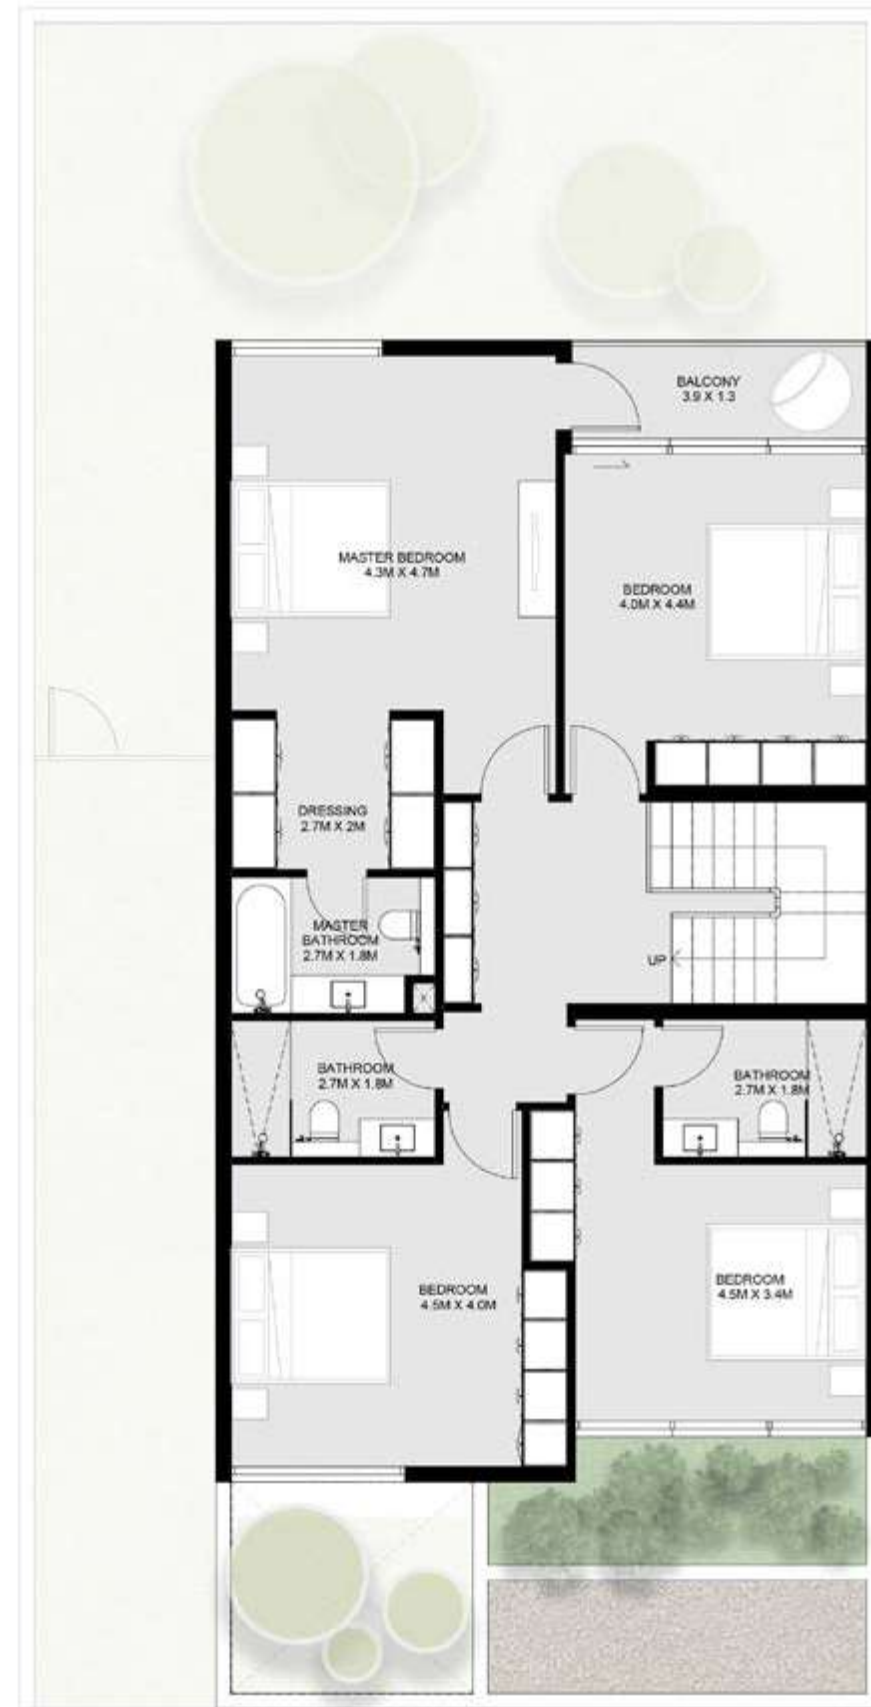 BALCONY
3.9 X 1.3
MASTER BEDROOM
4.3M X 4.7M
BEDROOM
4.0M X 4.4M
DRESSING
2.7M X 2M
MASTER
BATHROOM
2.7M X 1.8M
UP
BATHROOM
2.7M X 1.8M
BATHROOM
2.7M X 1.8M
BEDROOM
4.5M X 4.0M
BEDROOM
4.5M X 3.4M